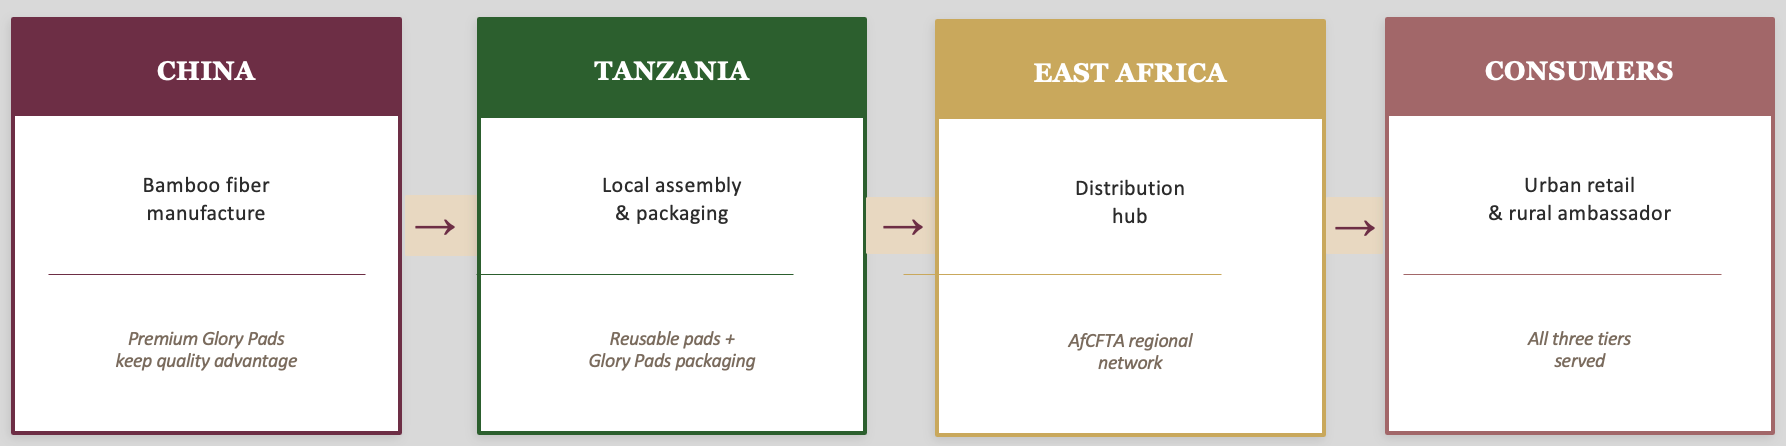 CHINA
Bamboo fiber
manufacture
Premium Glory Pads
keep quality advantage
→
TANZANIA
Local assembly
& packaging
Reusable pads +
Glory Pads packaging
→
EAST AFRICA
Distribution
hub
AfCFTA regional
network
→
CONSUMERS
Urban retail
& rural ambassador
All three tiers
served